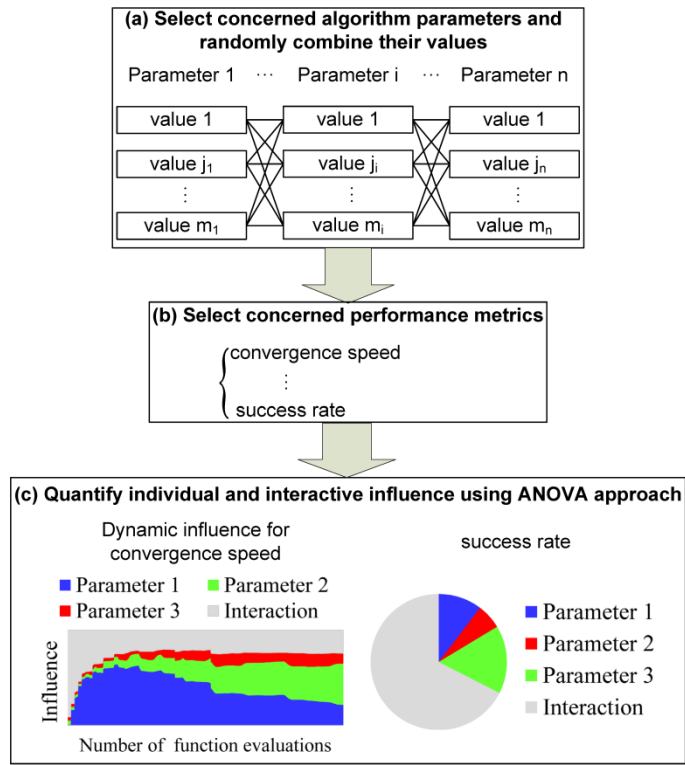 (a) Select concerned algorithm parameters and
randomly combine their values
Parameter 1 ··· Parameter i ··· Parameter n
value 1 value 1 value 1
value j₁ value jᵢ value jₙ
⋮ ⋮ ⋮
value m₁ value mᵢ value mₙ
(b) Select concerned performance metrics
convergence speed
⋮
success rate
(c) Quantify individual and interactive influence using ANOVA approach
Dynamic influence for
convergence speed
Parameter 1 Parameter 2
Parameter 3 Interaction
Influence
Number of function evaluations
success rate
Parameter 1
Parameter 2
Parameter 3
Interaction